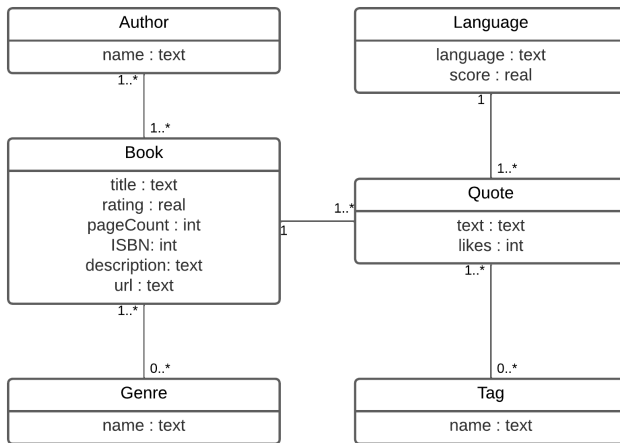 Author
name : text
1..*
1..*
Book
title : text
rating : real
pageCount : int
ISBN: int
description: text
url : text
1
1..*
1..*
0..*
Genre
name : text
Language
language : text
score : real
1
1..*
Quote
text : text
likes : int
1..*
0..*
Tag
name : text